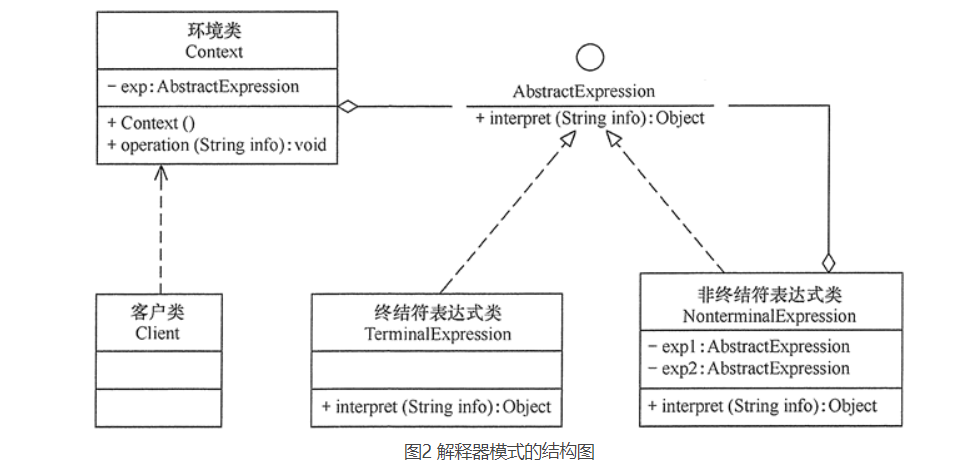 环境类
Context
- exp:AbstractExpression
+ Context ()
+ operation (String info):void
AbstractExpression
+ interpret (String info):Object
客户类
Client
终结符表达式类
TerminalExpression
+ interpret (String info):Object
非终结符表达式类
NonterminalExpression
- exp1:AbstractExpression
- exp2:AbstractExpression
+ interpret (String info):Object
图2 解释器模式的结构图